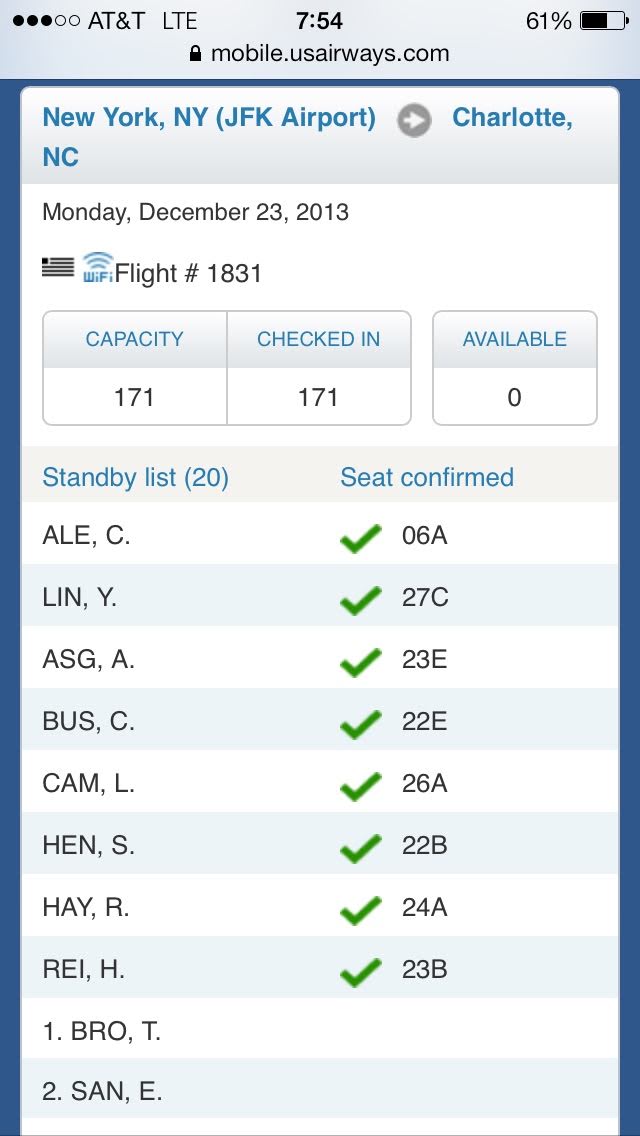 AT&T LTE 7:54 61%
mobile.usairways.com
New York, NY (JFK Airport) Charlotte,
NC
Monday, December 23, 2013
WiFi Flight # 1831
CAPACITY CHECKED IN AVAILABLE
171 171 0
Standby list (20) Seat confirmed
ALE, C. 06A
LIN, Y. 27C
ASG, A. 23E
BUS, C. 22E
CAM, L. 26A
HEN, S. 22B
HAY, R. 24A
REI, H. 23B
1. BRO, T.
2. SAN, E.